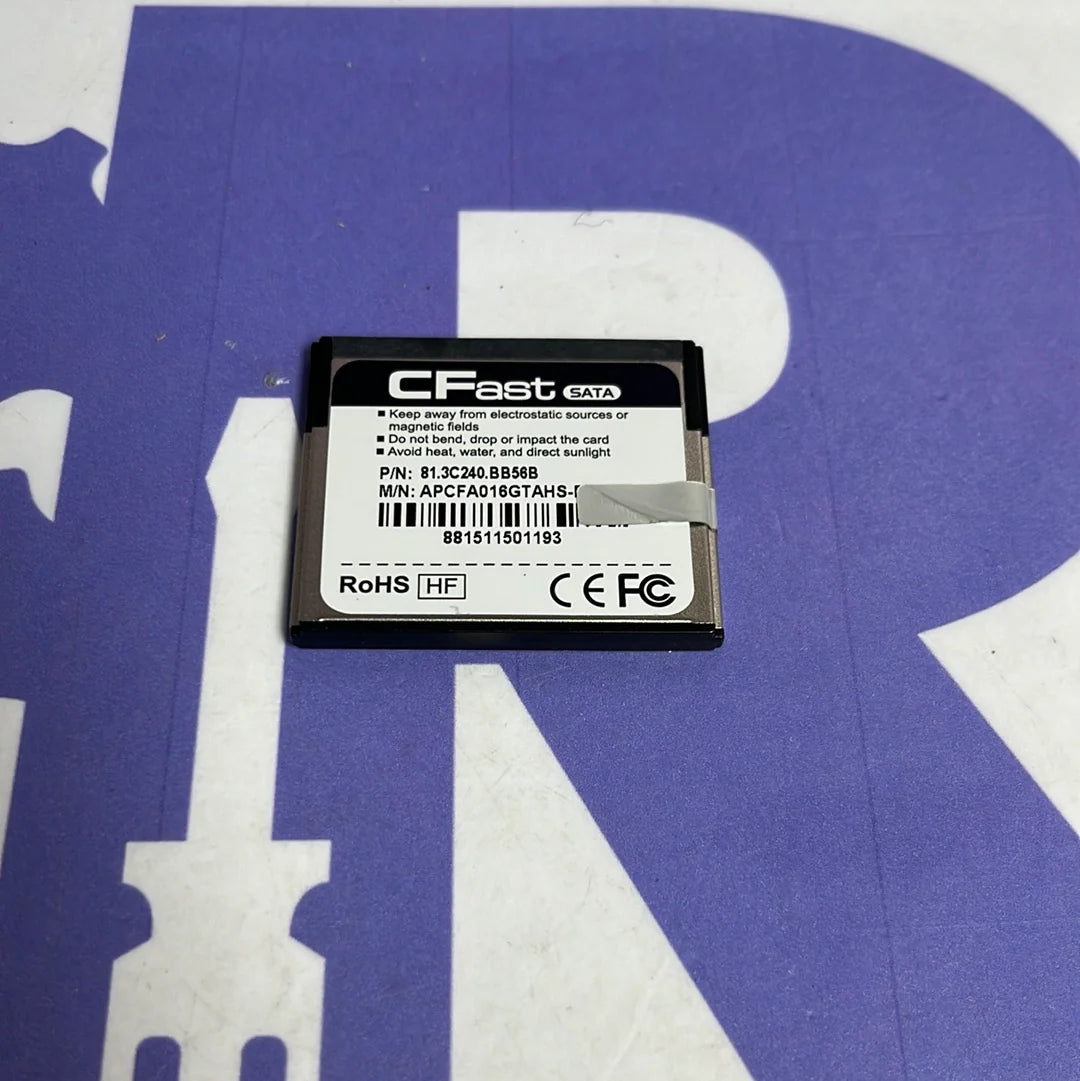 CFast SATA
▪ Keep away from electrostatic sources or
magnetic fields
▪ Do not bend, drop or impact the card
▪ Avoid heat, water, and direct sunlight
P/N: 81.3C240.BB56B
M/N: APCFA016GTAHS-
881511501193
RoHS HF CE FC